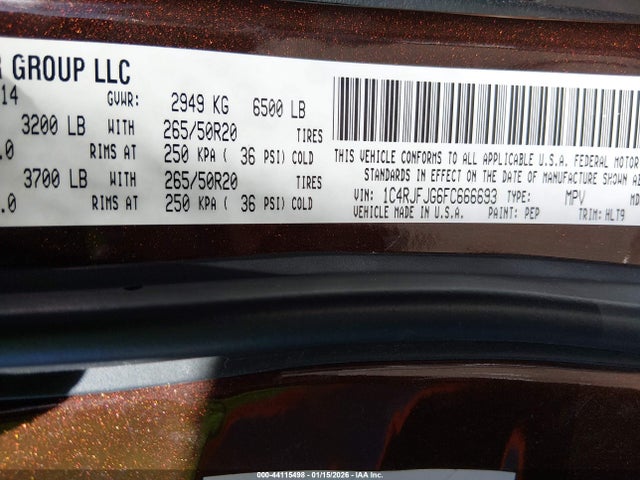 R GROUP LLC
14 GVWR: 2949 KG 6500 LB
3200 LB WITH 265/50R20 TIRES
.0 RIMS AT 250 KPA ( 36 PSI) COLD
3700 LB WITH 265/50R20 TIRES
.0 RIMS AT 250 KPA ( 36 PSI) COLD
THIS VEHICLE CONFORMS TO ALL APPLICABLE U.S.A. FEDERAL MOTOR
STANDARDS IN EFFECT ON THE DATE OF MANUFACTURE SHOWN AB
VIN: 1C4RJFJG6FC666693 TYPE: MPV MD
VEHICLE MADE IN U.S.A. PAINT: PEP TRIM: HLT9
000-44115498 - 01/15/2026 - IAA Inc.